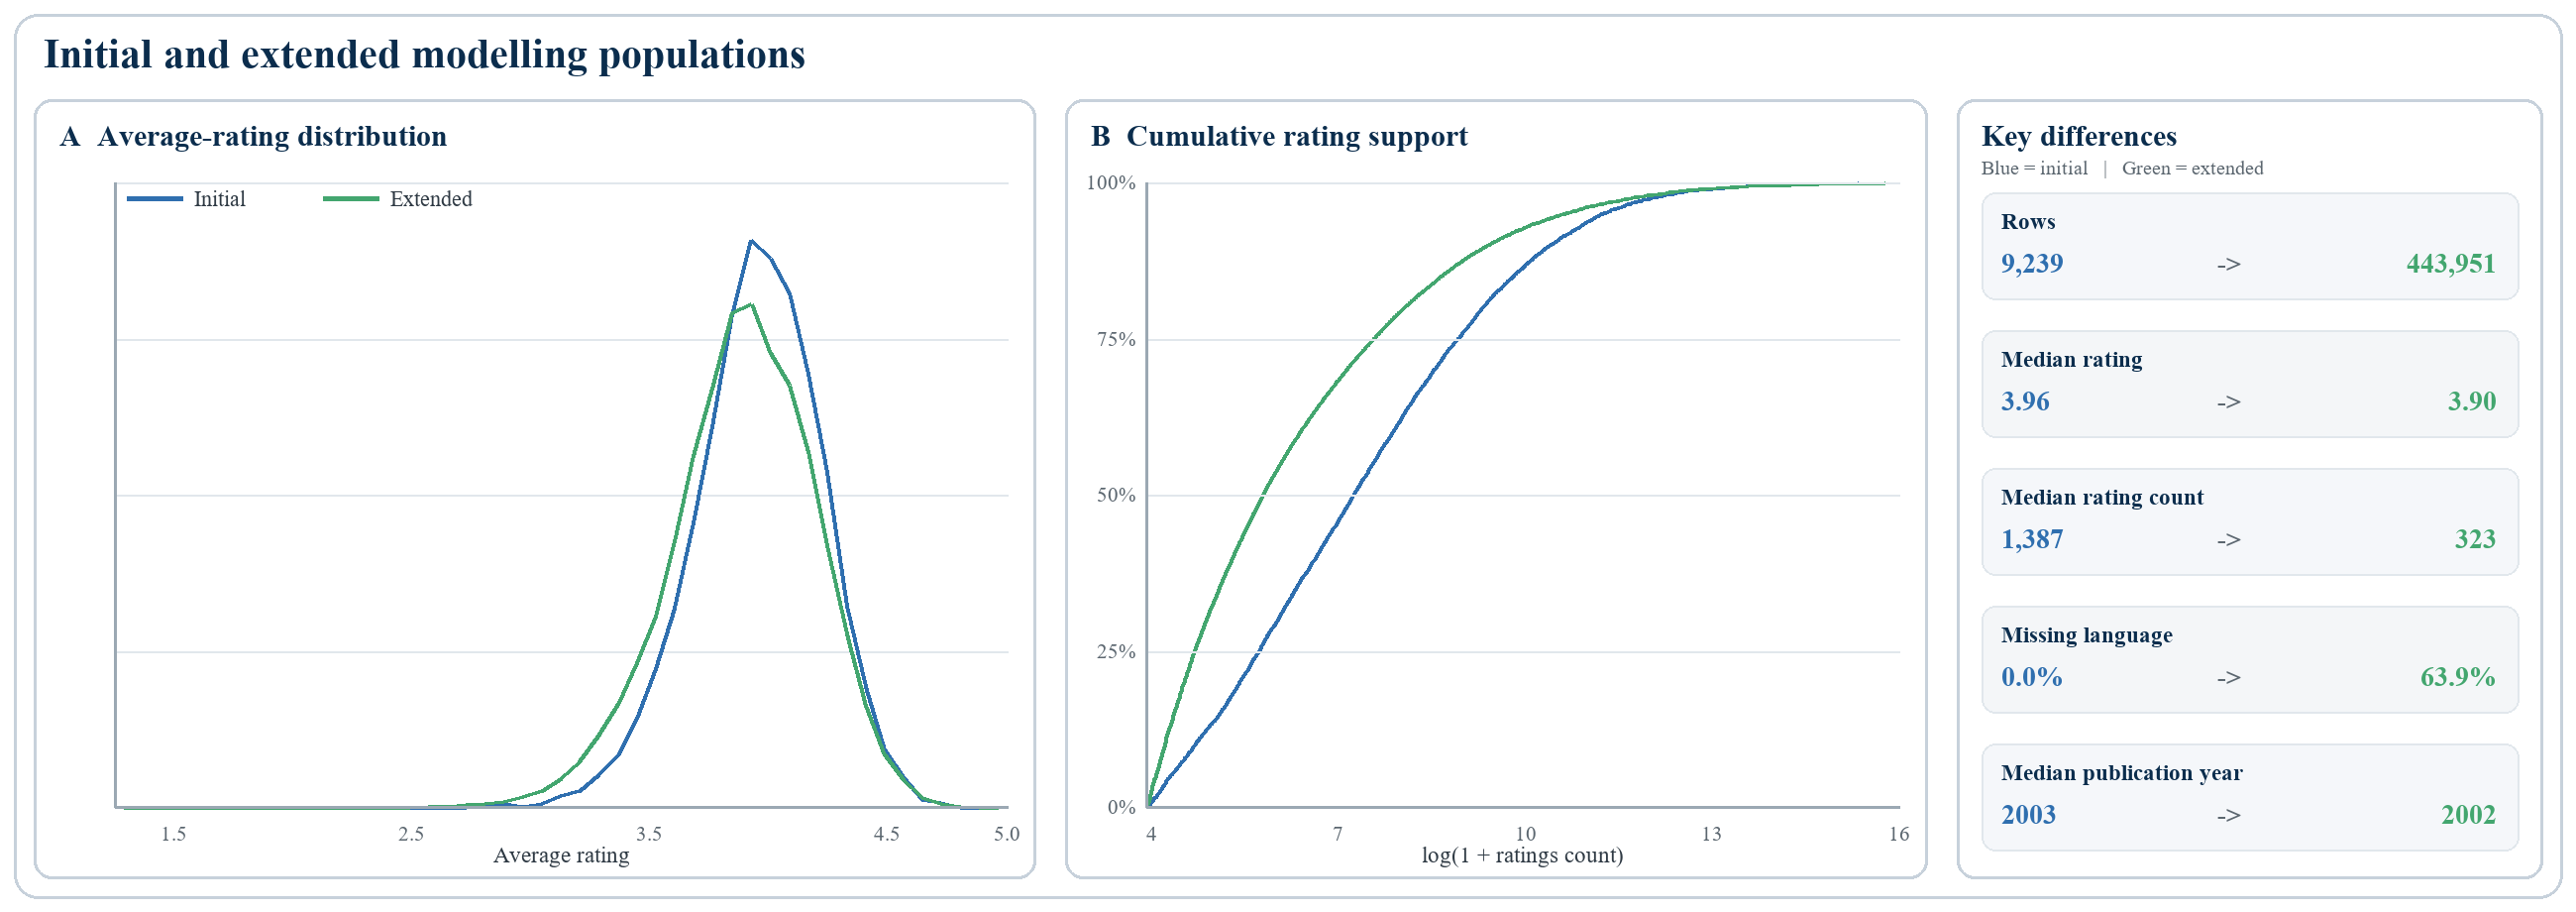 Initial and extended modelling populations
A Average-rating distribution
Initial
Extended
1.5
2.5
3.5
4.5
5.0
Average rating
B Cumulative rating support
100%
75%
50%
25%
0%
4
7
10
13
16
log(1 + ratings count)
Key differences
Blue = initial | Green = extended
Rows
9,239 -> 443,951
Median rating
3.96 -> 3.90
Median rating count
1,387 -> 323
Missing language
0.0% -> 63.9%
Median publication year
2003 -> 2002